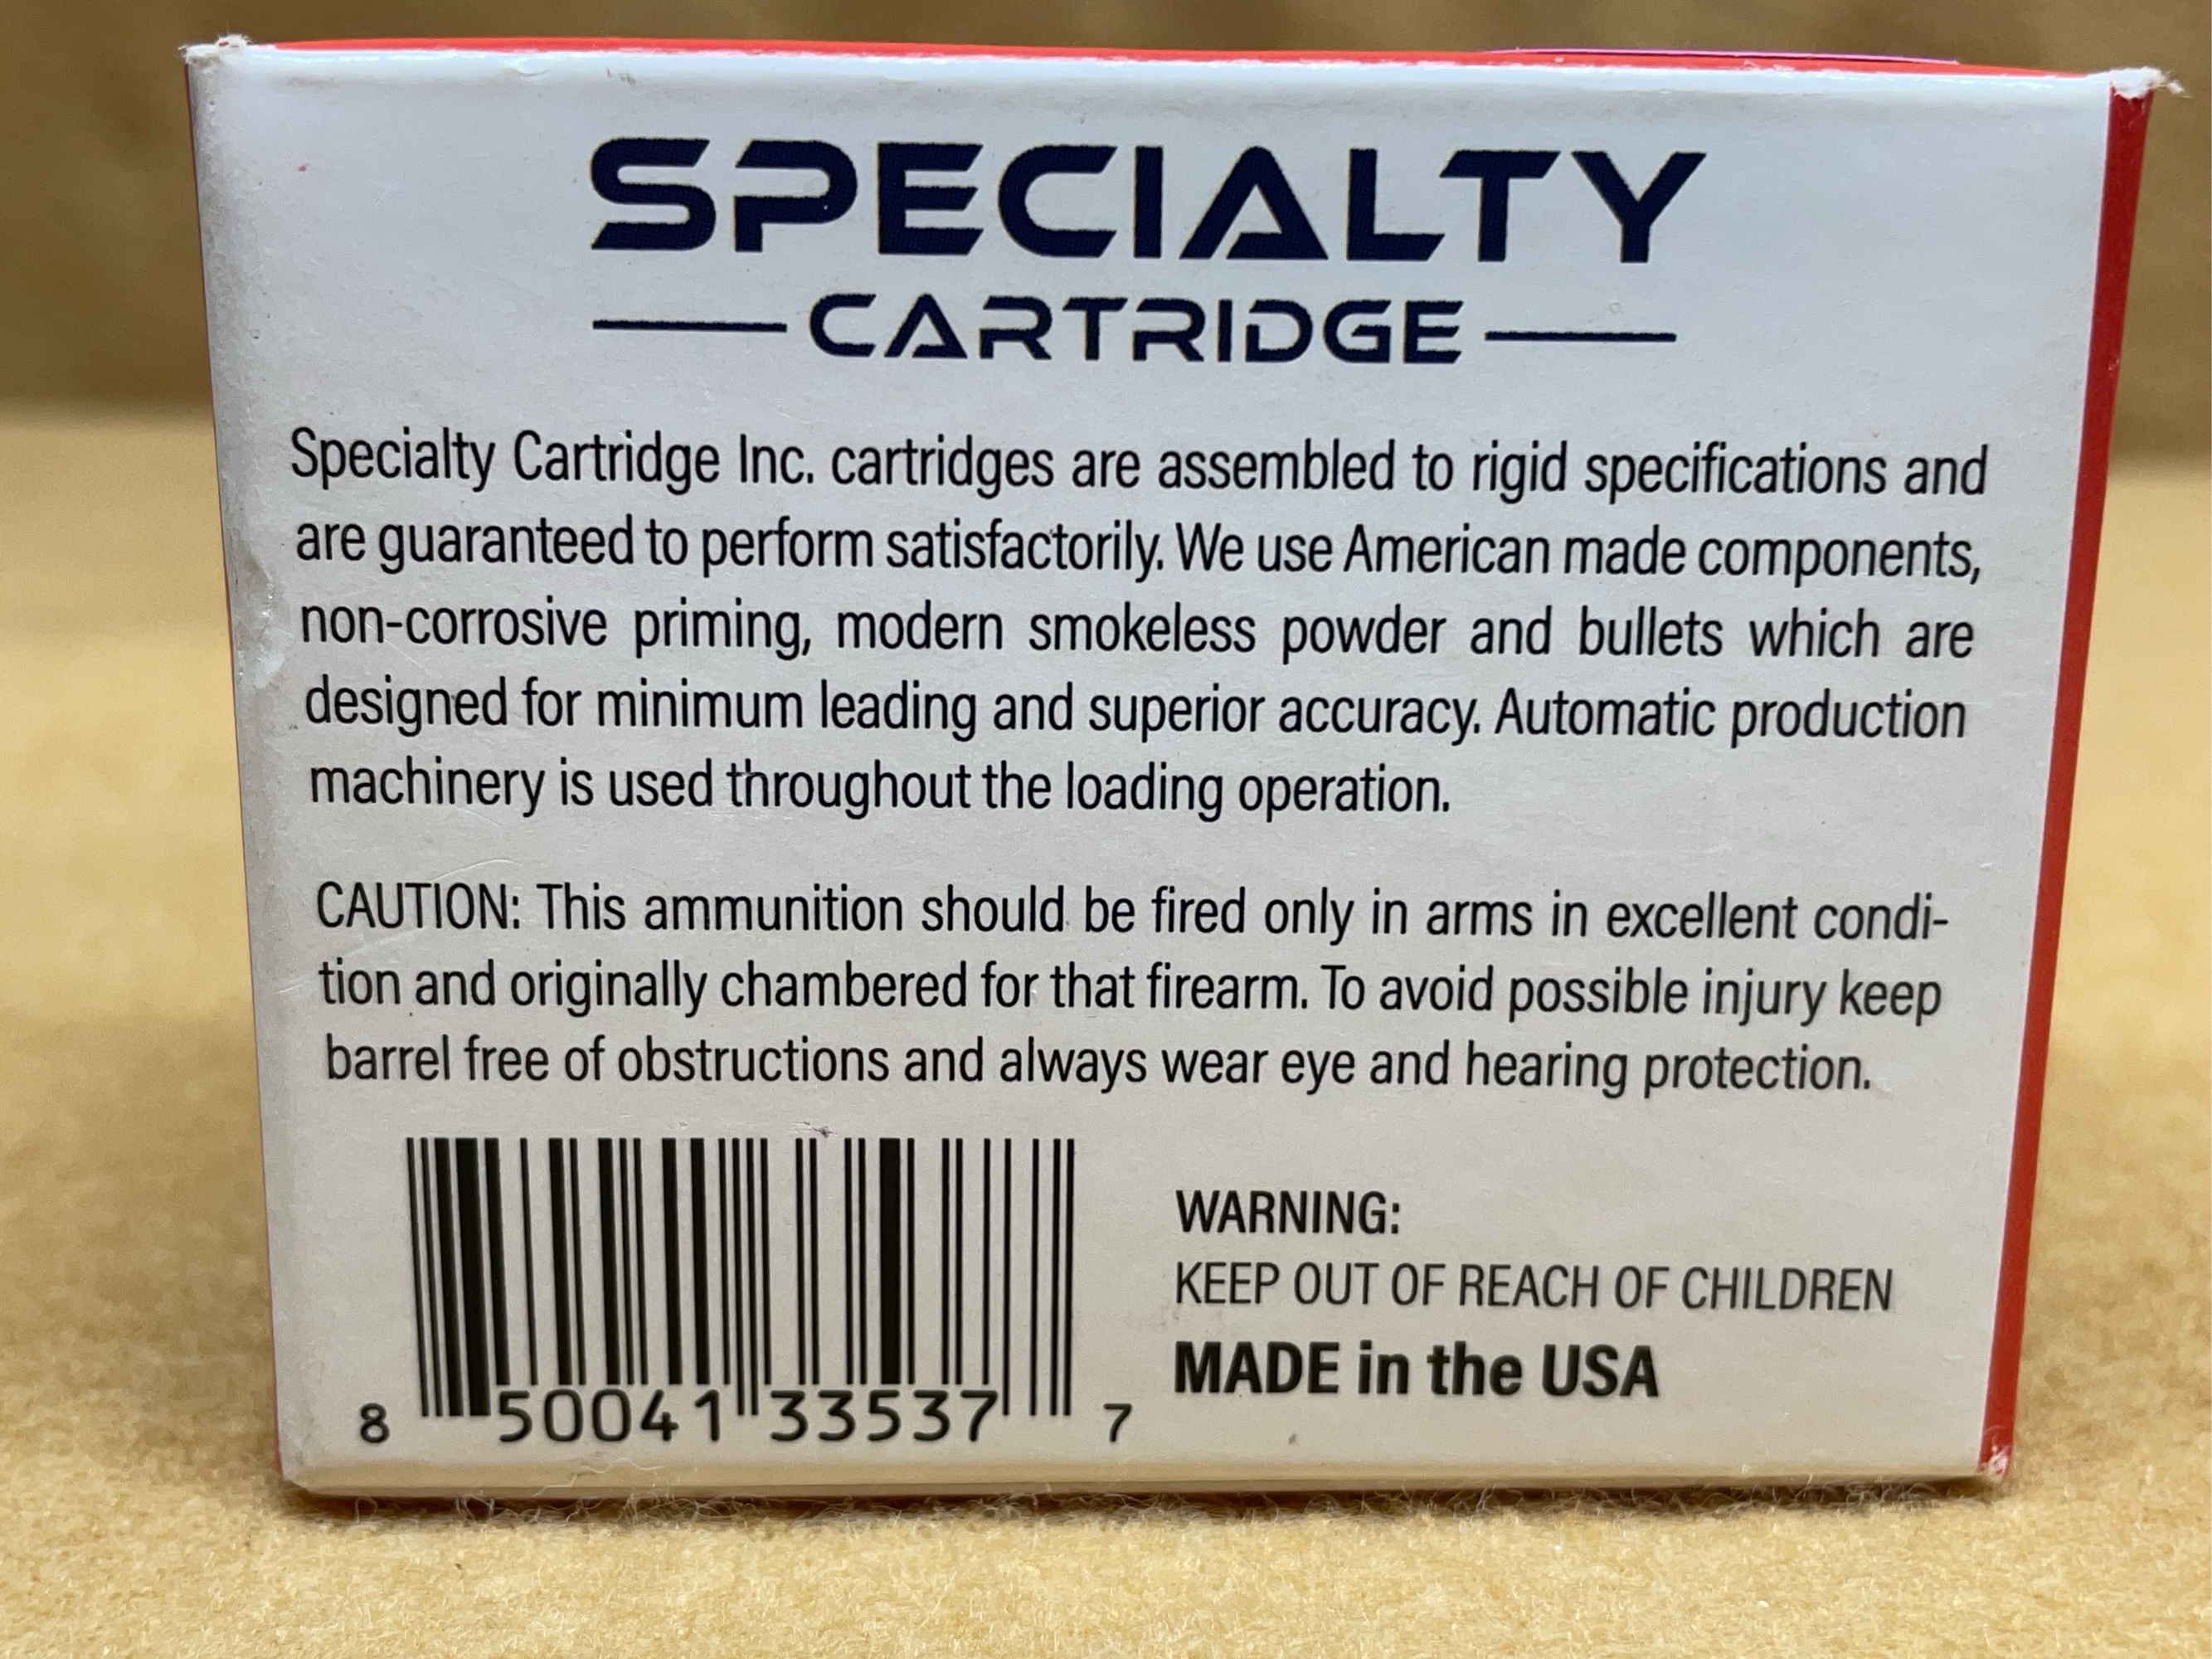 SPECIALTY
CARTRIDGE
Specialty Cartridge Inc. cartridges are assembled to rigid specifications and
are guaranteed to perform satisfactorily. We use American made components,
non-corrosive priming, modern smokeless powder and bullets which are
designed for minimum leading and superior accuracy. Automatic production
machinery is used throughout the loading operation.
CAUTION: This ammunition should be fired only in arms in excellent condi-
tion and originally chambered for that firearm. To avoid possible injury keep
barrel free of obstructions and always wear eye and hearing protection.
WARNING:
KEEP OUT OF REACH OF CHILDREN
MADE in the USA
8 50041 33537 7